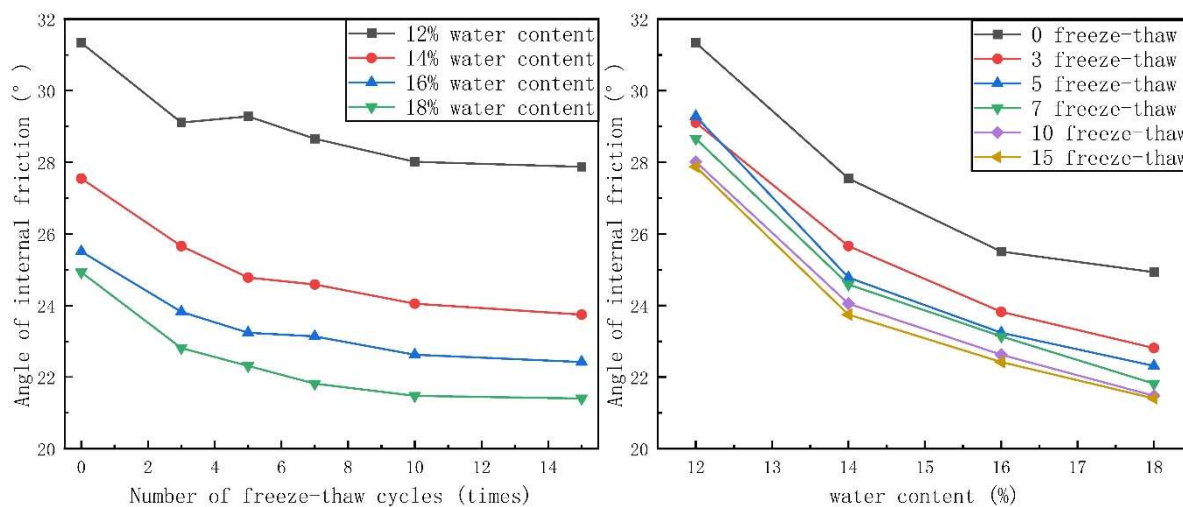 32
30
28
26
24
22
20
Angle of internal friction (°)
12% water content
14% water content
16% water content
18% water content
0 2 4 6 8 10 12 14
Number of freeze-thaw cycles (times)
32
30
28
26
24
22
20
Angle of internal friction (°)
0 freeze-thaw
3 freeze-thaw
5 freeze-thaw
7 freeze-thaw
10 freeze-thaw
15 freeze-thaw
12 13 14 15 16 17 18
water content (%)